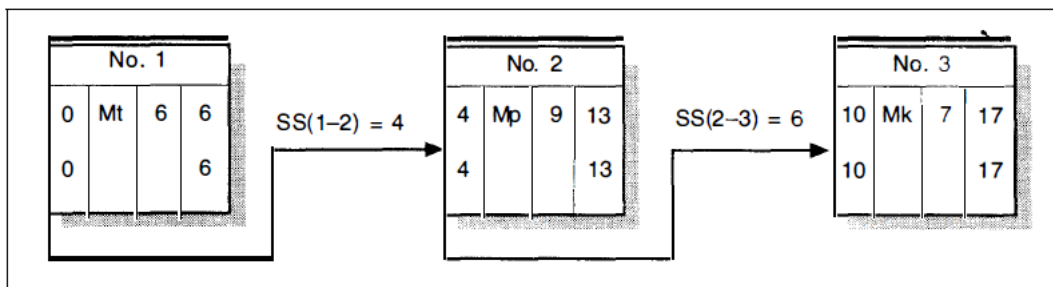 No. 1
0 Mt 6 6
0 6
SS(1–2) = 4
No. 2
4 Mp 9 13
4 13
SS(2–3) = 6
No. 3
10 Mk 7 17
10 17